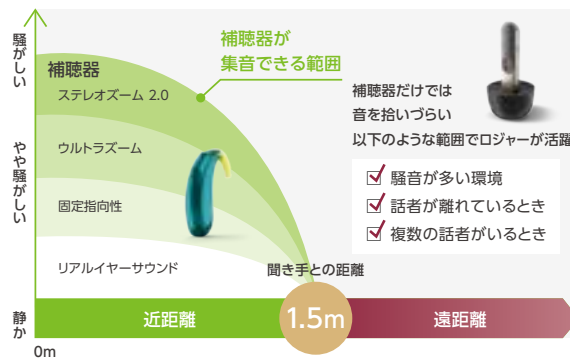 騒がしい
やや騒がしい
静か
補聴器が
集音できる範囲
補聴器
ステレオズーム 2.0
ウルトラズーム
固定指向性
リアルイヤーサウンド
補聴器だけでは
音を拾いづらい
以下のような範囲でロジャーが活躍
騒音が多い環境
話者が離れているとき
複数の話者がいるとき
聞き手との距離
近距離
1.5m
遠距離
0m